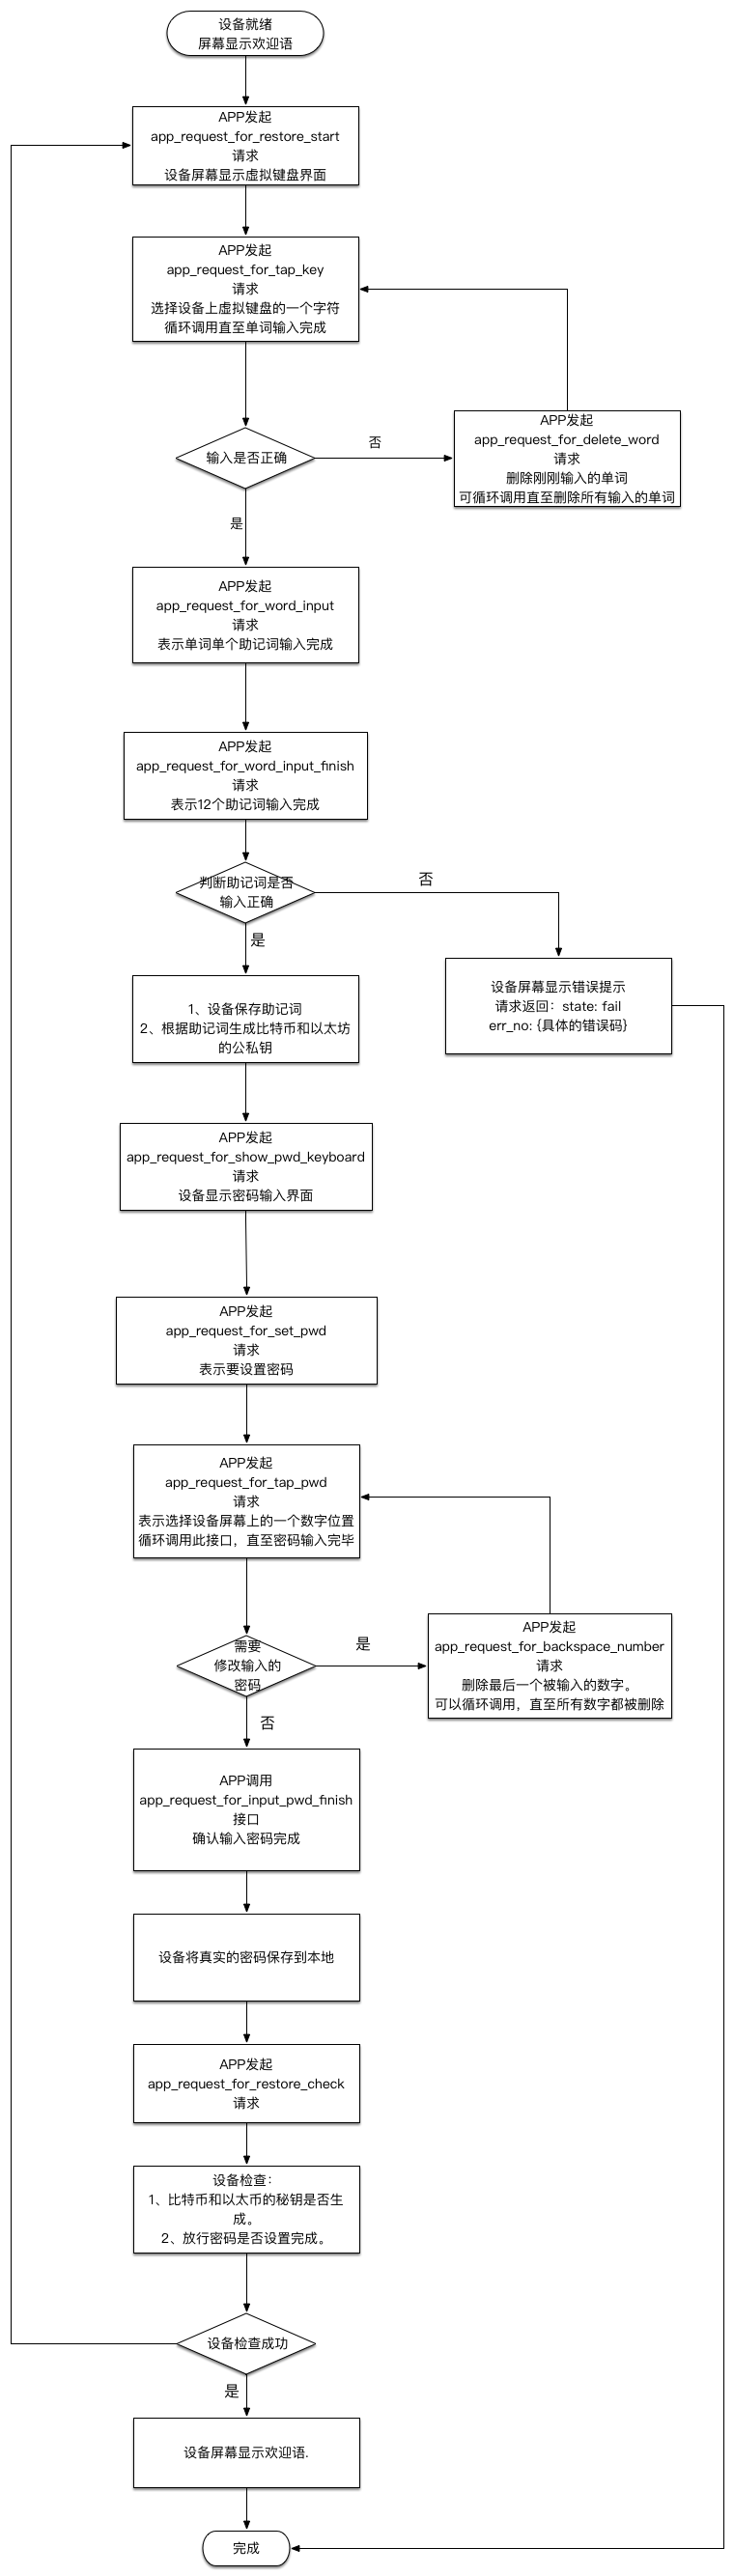 设备就绪
屏幕显示欢迎语
APP发起
app_request_for_restore_start
请求
设备屏幕显示虚拟键盘界面
APP发起
app_request_for_tap_key
请求
选择设备上虚拟键盘的一个字符
循环调用直至单词输入完成
输入是否正确
否
APP发起
app_request_for_delete_word
请求
删除刚刚输入的单词
可循环调用直至删除所有输入的单词
是
APP发起
app_request_for_word_input
请求
表示单词单个助记词输入完成
APP发起
app_request_for_word_input_finish
请求
表示12个助记词输入完成
判断助记词是否
输入正确
否
是
设备屏幕显示错误提示
请求返回：state: fail
err_no: {具体的错误码}
1、设备保存助记词
2、根据助记词生成比特币和以太坊
的公私钥
APP发起
app_request_for_show_pwd_keyboard
请求
设备显示密码输入界面
APP发起
app_request_for_set_pwd
请求
表示要设置密码
APP发起
app_request_for_tap_pwd
请求
表示选择设备屏幕上的一个数字位置
循环调用此接口，直至密码输入完毕
需要
修改输入的
密码
是
APP发起
app_request_for_backspace_number
请求
删除最后一个被输入的数字。
可以循环调用，直至所有数字都被删除
否
APP调用
app_request_for_input_pwd_finish
接口
确认输入密码完成
设备将真实的密码保存到本地
APP发起
app_request_for_restore_check
请求
设备检查：
1、比特币和以太币的秘钥是否生
成。
2、放行密码是否设置完成。
设备检查成功
是
设备屏幕显示欢迎语.
完成